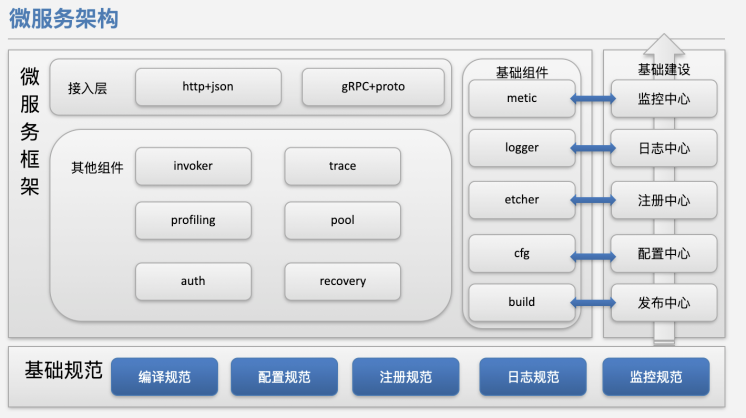 微服务架构
微服务框架
接入层
http+json
gRPC+proto
其他组件
invoker
trace
profiling
pool
auth
recovery
基础组件
metic
logger
etcher
cfg
build
基础建设
监控中心
日志中心
注册中心
配置中心
发布中心
基础规范
编译规范
配置规范
注册规范
日志规范
监控规范